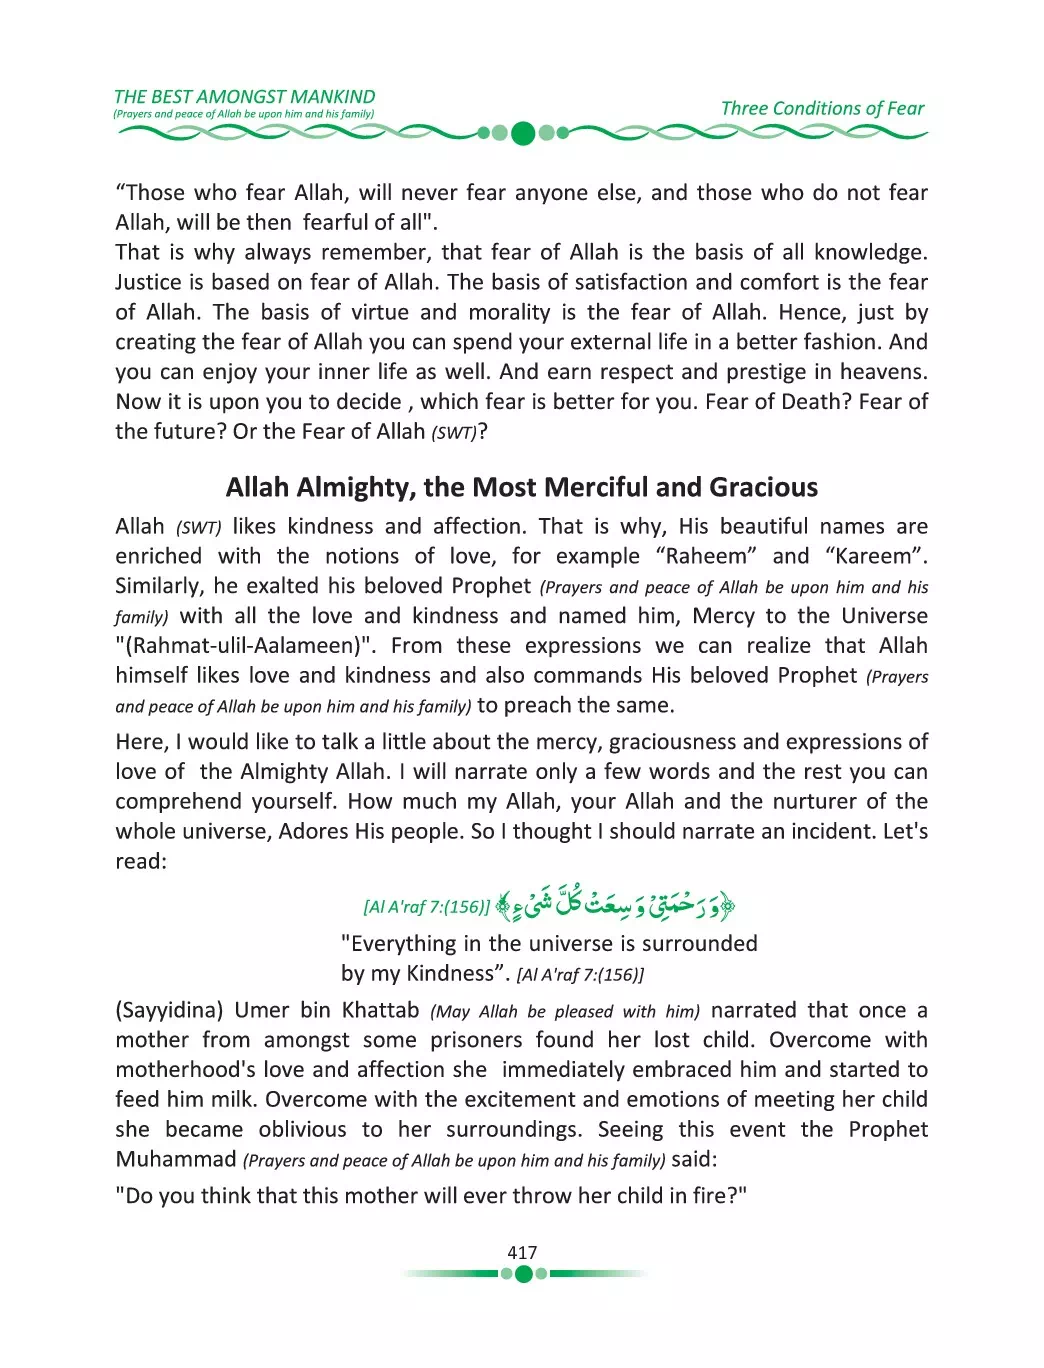 THE BEST AMONGST MANKIND
(Prayers and peace of Allah be upon him and his family)
Three Conditions of Fear
“Those who fear Allah, will never fear anyone else, and those who do not fear
Allah, will be then  fearful of all".
That is why always remember, that fear of Allah is the basis of all knowledge.
Justice is based on fear of Allah. The basis of satisfaction and comfort is the fear
of Allah. The basis of virtue and morality is the fear of Allah. Hence, just by
creating the fear of Allah you can spend your external life in a better fashion. And
you can enjoy your inner life as well. And earn respect and prestige in heavens.
Now it is upon you to decide , which fear is better for you. Fear of Death? Fear of
the future? Or the Fear of Allah (SWT)?
Allah Almighty, the Most Merciful and Gracious
Allah (SWT) likes kindness and affection. That is why, His beautiful names are
enriched with the notions of love, for example “Raheem” and “Kareem”.
Similarly, he exalted his beloved Prophet (Prayers and peace of Allah be upon him and his
family) with all the love and kindness and named him, Mercy to the Universe
"(Rahmat-ulil-Aalameen)". From these expressions we can realize that Allah
himself likes love and kindness and also commands His beloved Prophet (Prayers
and peace of Allah be upon him and his family) to preach the same.
Here, I would like to talk a little about the mercy, graciousness and expressions of
love of  the Almighty Allah. I will narrate only a few words and the rest you can
comprehend yourself. How much my Allah, your Allah and the nurturer of the
whole universe, Adores His people. So I thought I should narrate an incident. Let's
read:
﴿وَ رَحْمَتِیْ وَ سِعَتْ كُلَّ شَیْءٍ﴾ [Al A'raf 7:(156)]
"Everything in the universe is surrounded
by my Kindness”. [Al A'raf 7:(156)]
(Sayyidina) Umer bin Khattab (May Allah be pleased with him) narrated that once a
mother from amongst some prisoners found her lost child. Overcome with
motherhood's love and affection she  immediately embraced him and started to
feed him milk. Overcome with the excitement and emotions of meeting her child
she became oblivious to her surroundings. Seeing this event the Prophet
Muhammad (Prayers and peace of Allah be upon him and his family) said:
"Do you think that this mother will ever throw her child in fire?"
417